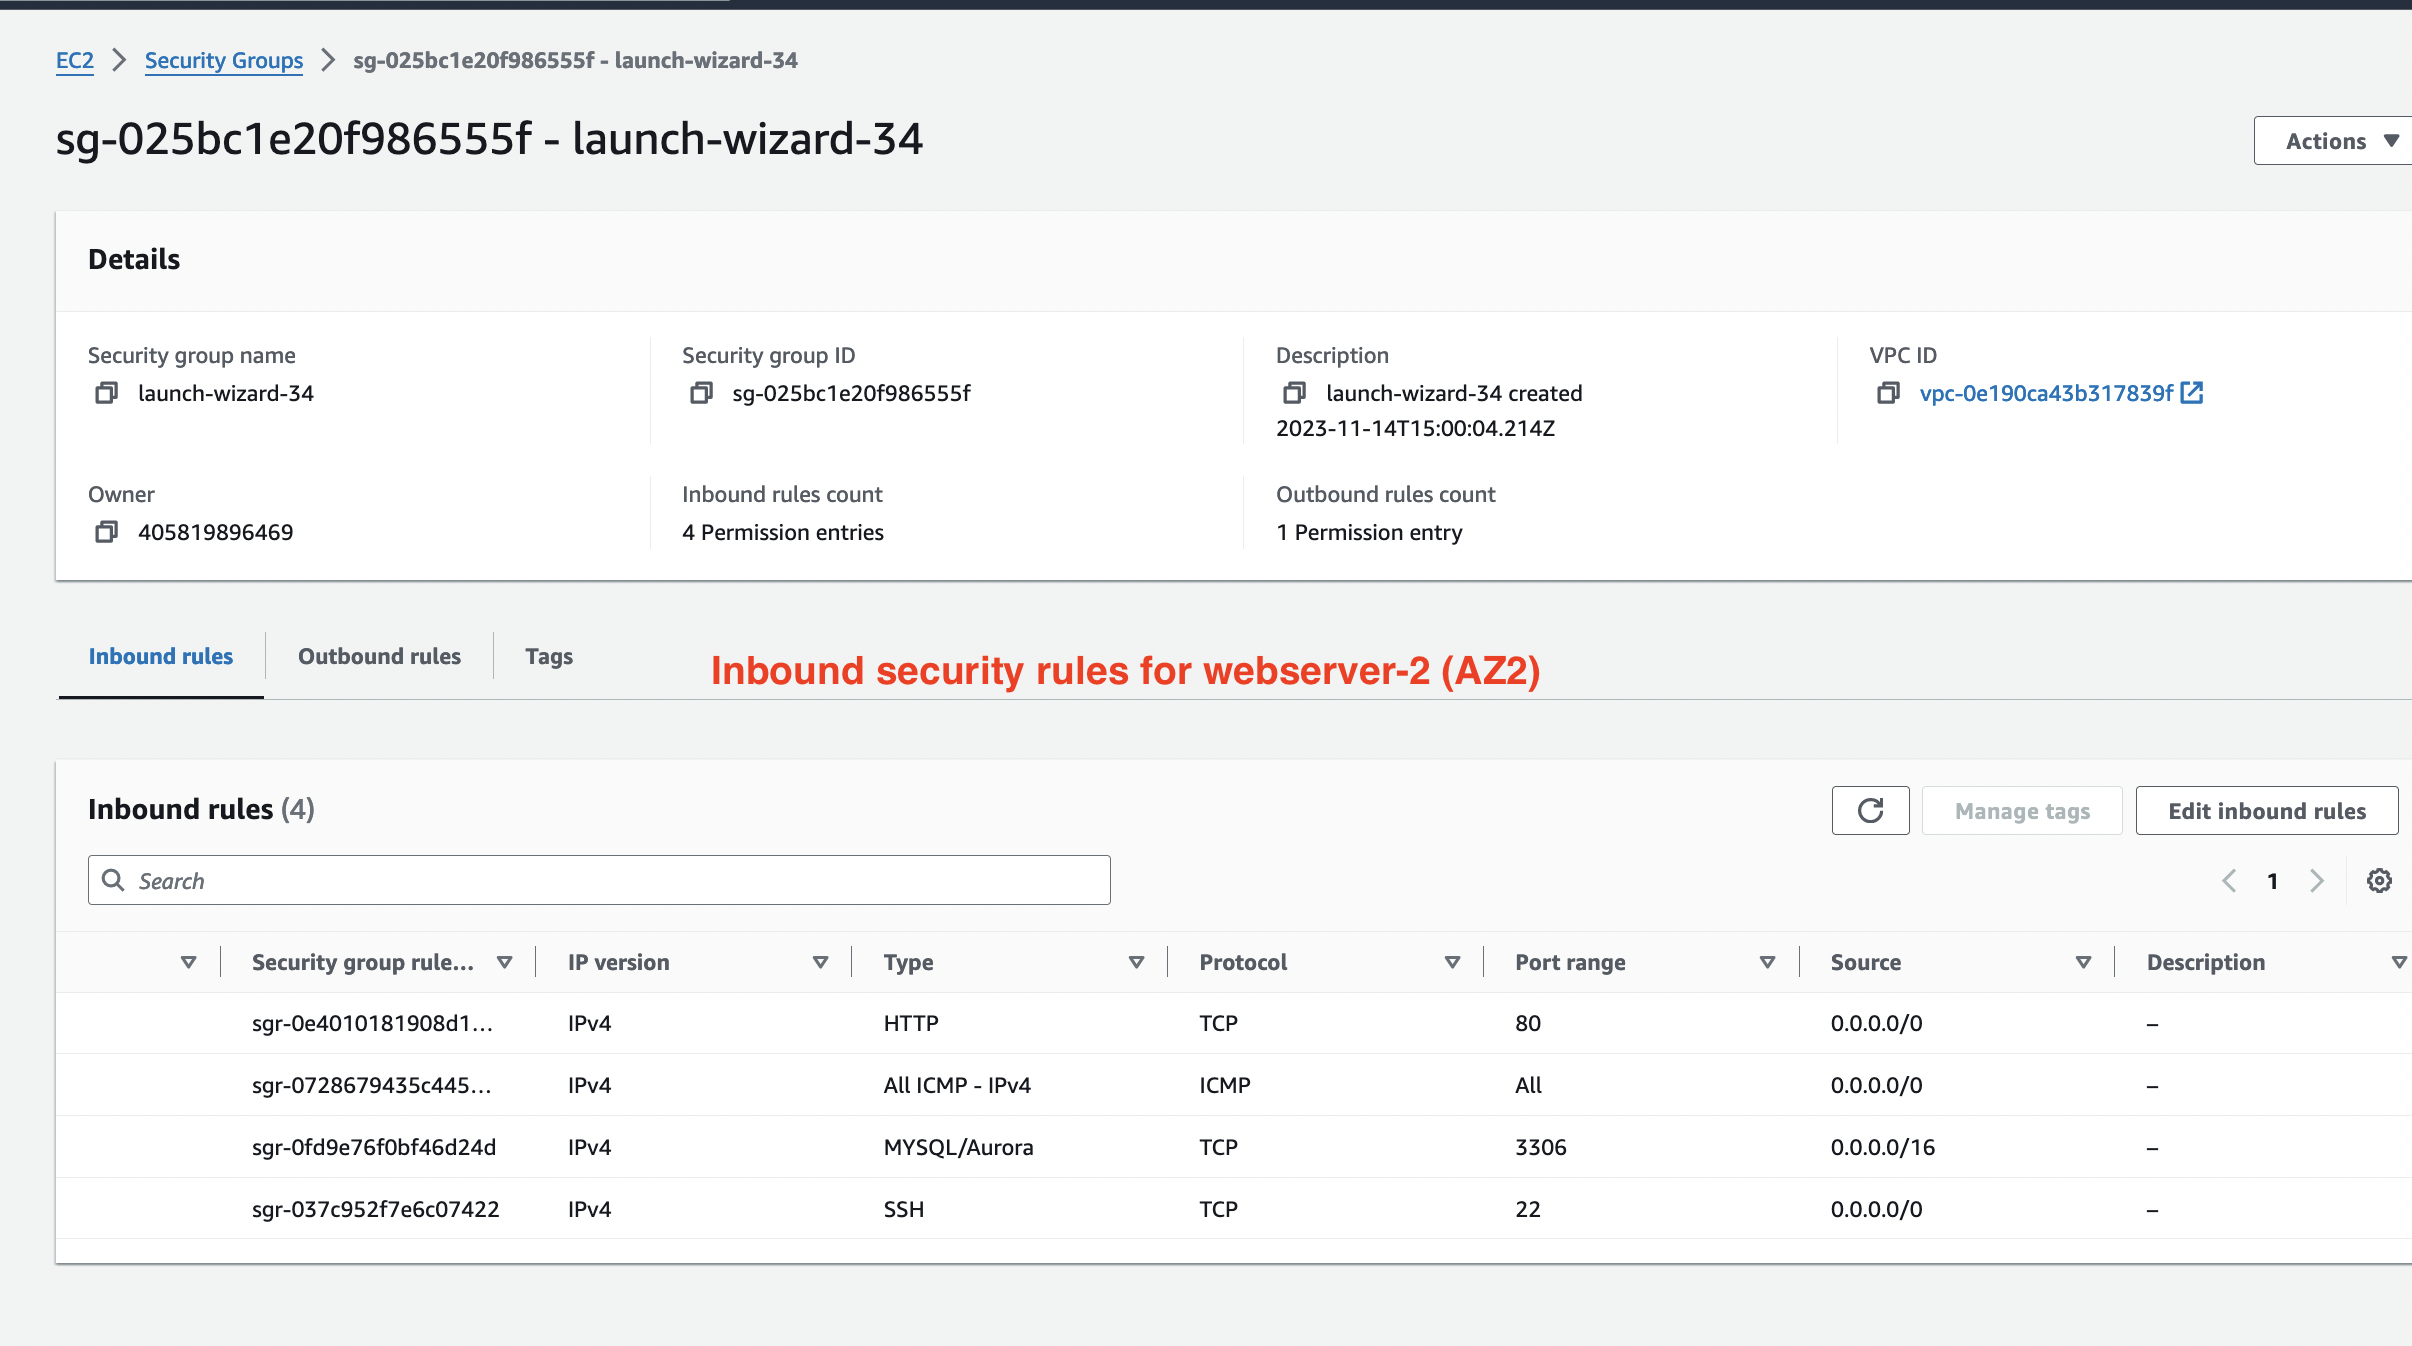 EC2 > Security Groups > sg-025bc1e20f986555f - launch-wizard-34
sg-025bc1e20f986555f - launch-wizard-34
Actions
Details
Security group name
launch-wizard-34
Security group ID
sg-025bc1e20f986555f
Description
launch-wizard-34 created
2023-11-14T15:00:04.214Z
VPC ID
vpc-0e190ca43b317839f
Owner
405819896469
Inbound rules count
4 Permission entries
Outbound rules count
1 Permission entry
Inbound rules Outbound rules Tags
Inbound security rules for webserver-2 (AZ2)
Inbound rules (4)
Manage tags Edit inbound rules
Search
1
Security group rule... IP version Type Protocol Port range Source Description
sgr-0e4010181908d1... IPv4 HTTP TCP 80 0.0.0.0/0 –
sgr-0728679435c445... IPv4 All ICMP - IPv4 ICMP All 0.0.0.0/0 –
sgr-0fd9e76f0bf46d24d IPv4 MYSQL/Aurora TCP 3306 0.0.0.0/16 –
sgr-037c952f7e6c07422 IPv4 SSH TCP 22 0.0.0.0/0 –